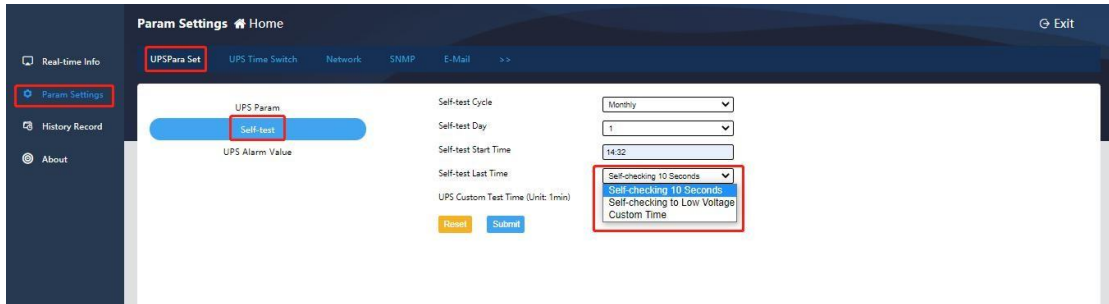 Param Settings Home
Exit
Real-time Info
Param Settings
History Record
About
UPSPara Set UPS Time Switch Network SNMP E-Mail >>
UPS Param
Self-test
UPS Alarm Value
Self-test Cycle Monthly
Self-test Day 1
Self-test Start Time 14:32
Self-test Last Time Self-checking 10 Seconds
Self-checking 10 Seconds
Self-checking to Low Voltage
Custom Time
UPS Custom Test Time (Unit: 1min)
Reset Submit